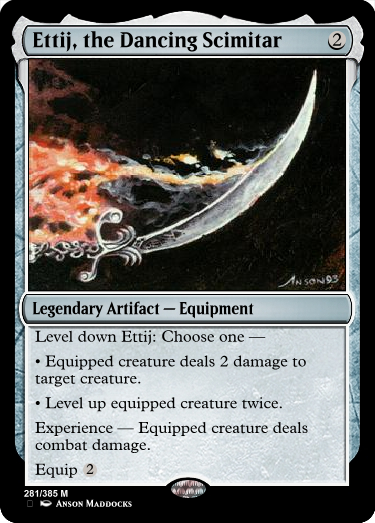 Ettij, the Dancing Scimitar 2
ANSON93
Legendary Artifact — Equipment
Level down Ettij: Choose one —
• Equipped creature deals 2 damage to
target creature.
• Level up equipped creature twice.
Experience — Equipped creature deals
combat damage.
Equip 2
281/385 M
ANSON MADDOCKS